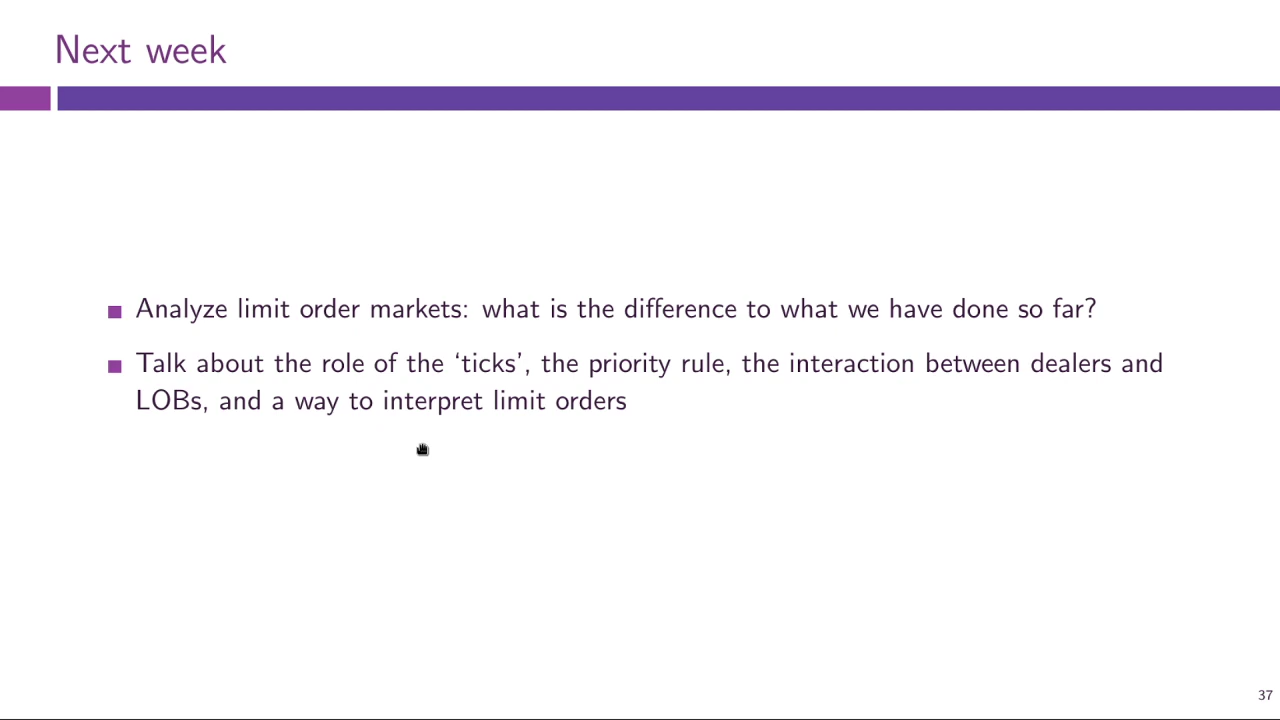 Next week
Analyze limit order markets: what is the difference to what we have done so far?
Talk about the role of the ‘ticks’, the priority rule, the interaction between dealers and
LOBs, and a way to interpret limit orders
37